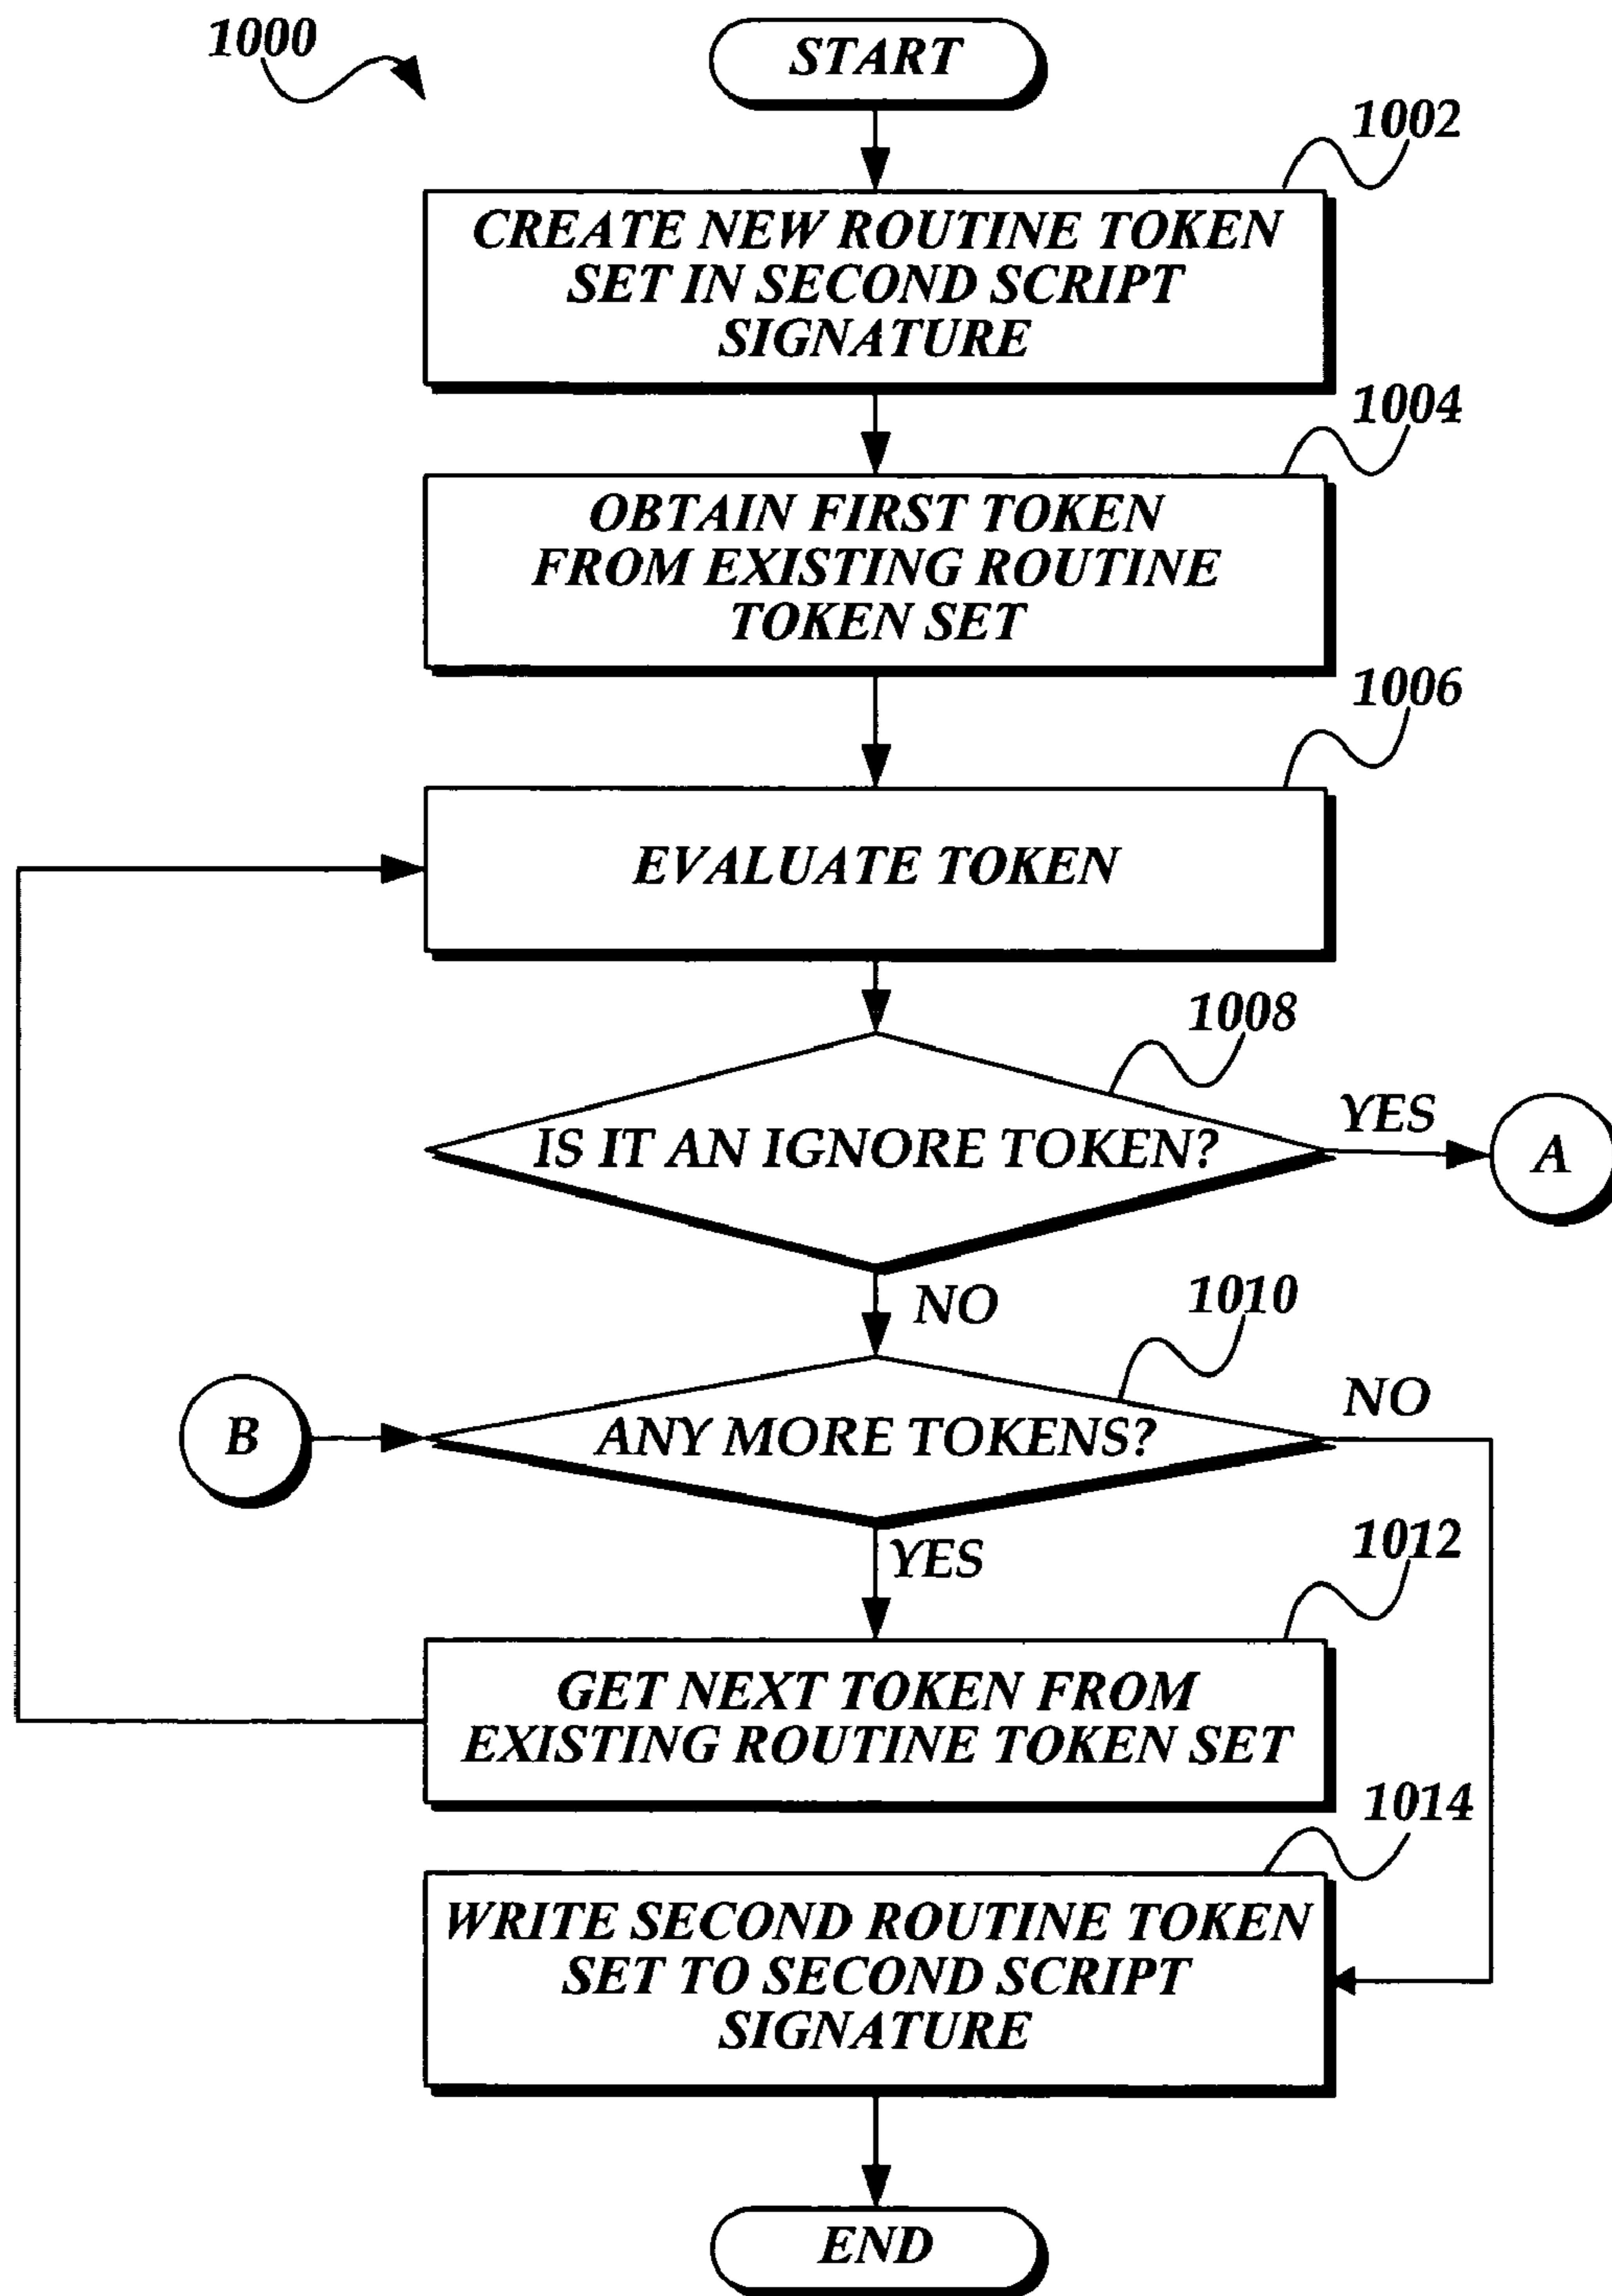 1000
START
1002
CREATE NEW ROUTINE TOKEN
SET IN SECOND SCRIPT
SIGNATURE
1004
OBTAIN FIRST TOKEN
FROM EXISTING ROUTINE
TOKEN SET
1006
EVALUATE TOKEN
1008
IS IT AN IGNORE TOKEN?
YES
A
NO
1010
B
ANY MORE TOKENS?
NO
YES
1012
GET NEXT TOKEN FROM
EXISTING ROUTINE TOKEN SET
1014
WRITE SECOND ROUTINE TOKEN
SET TO SECOND SCRIPT
SIGNATURE
END